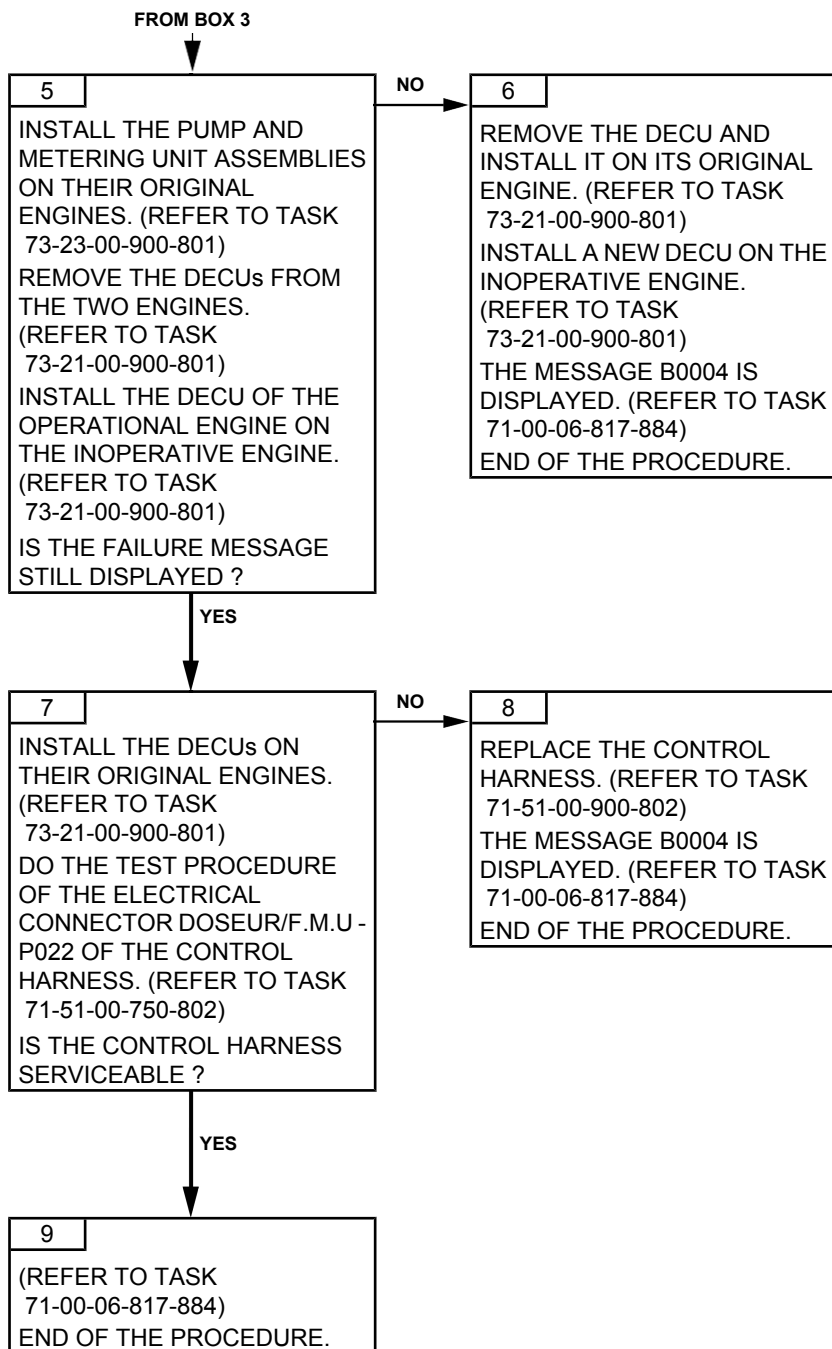 FROM BOX 3
5
INSTALL THE PUMP AND
METERING UNIT ASSEMBLIES
ON THEIR ORIGINAL
ENGINES. (REFER TO TASK
73-23-00-900-801)
REMOVE THE DECUs FROM
THE TWO ENGINES.
(REFER TO TASK
73-21-00-900-801)
INSTALL THE DECU OF THE
OPERATIONAL ENGINE ON
THE INOPERATIVE ENGINE.
(REFER TO TASK
73-21-00-900-801)
IS THE FAILURE MESSAGE
STILL DISPLAYED ?
NO
6
REMOVE THE DECU AND
INSTALL IT ON ITS ORIGINAL
ENGINE. (REFER TO TASK
73-21-00-900-801)
INSTALL A NEW DECU ON THE
INOPERATIVE ENGINE.
(REFER TO TASK
73-21-00-900-801)
THE MESSAGE B0004 IS
DISPLAYED. (REFER TO TASK
71-00-06-817-884)
END OF THE PROCEDURE.
YES
7
INSTALL THE DECUs ON
THEIR ORIGINAL ENGINES.
(REFER TO TASK
73-21-00-900-801)
DO THE TEST PROCEDURE
OF THE ELECTRICAL
CONNECTOR DOSEUR/F.M.U -
P022 OF THE CONTROL
HARNESS. (REFER TO TASK
71-51-00-750-802)
IS THE CONTROL HARNESS
SERVICEABLE ?
NO
8
REPLACE THE CONTROL
HARNESS. (REFER TO TASK
71-51-00-900-802)
THE MESSAGE B0004 IS
DISPLAYED. (REFER TO TASK
71-00-06-817-884)
END OF THE PROCEDURE.
YES
9
(REFER TO TASK
71-00-06-817-884)
END OF THE PROCEDURE.